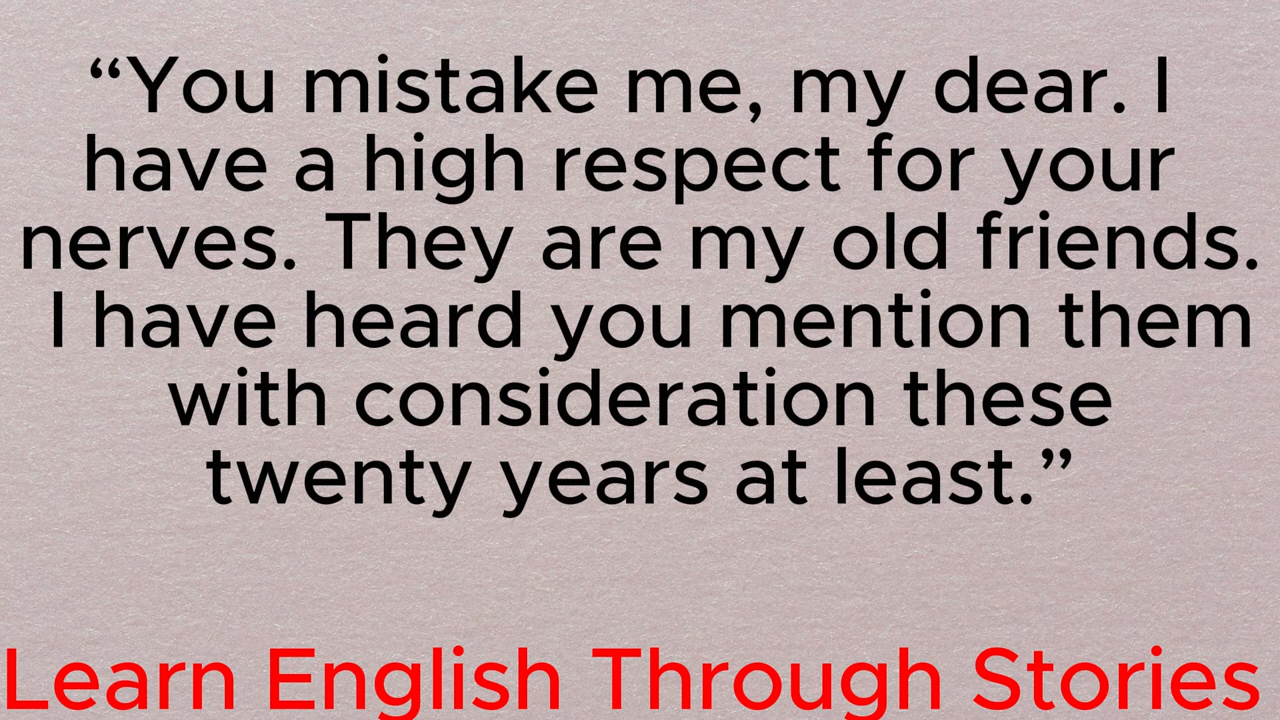 “You mistake me, my dear. I
have a high respect for your
nerves. They are my old friends.
I have heard you mention them
with consideration these
twenty years at least.”
Learn English Through Stories